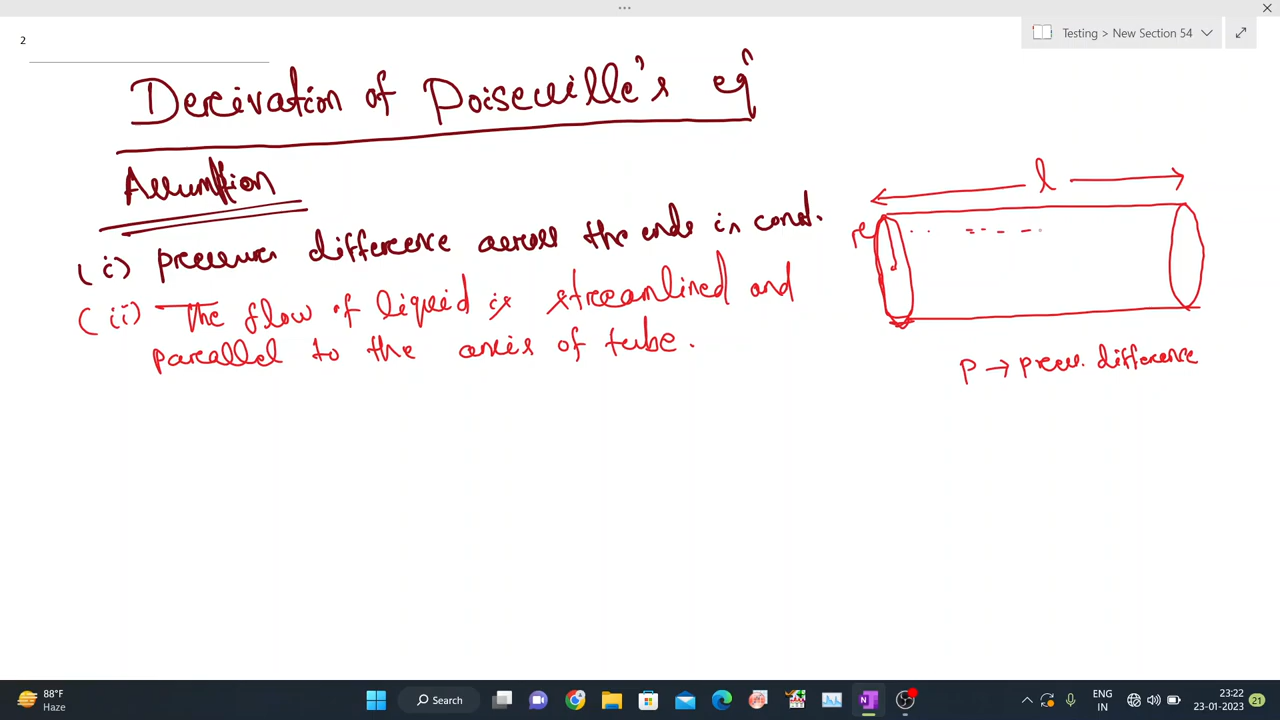 2
Testing > New Section 54
Derivation of Poiseuille's eqn
Assumption
(i) pressure difference across the ends is const.
(ii) The flow of liquid is streamlined and
parallel to the axis of tube.
l
r
P → press. difference
88°F
Haze
Search
ENG
IN
23:22
23-01-2023
21